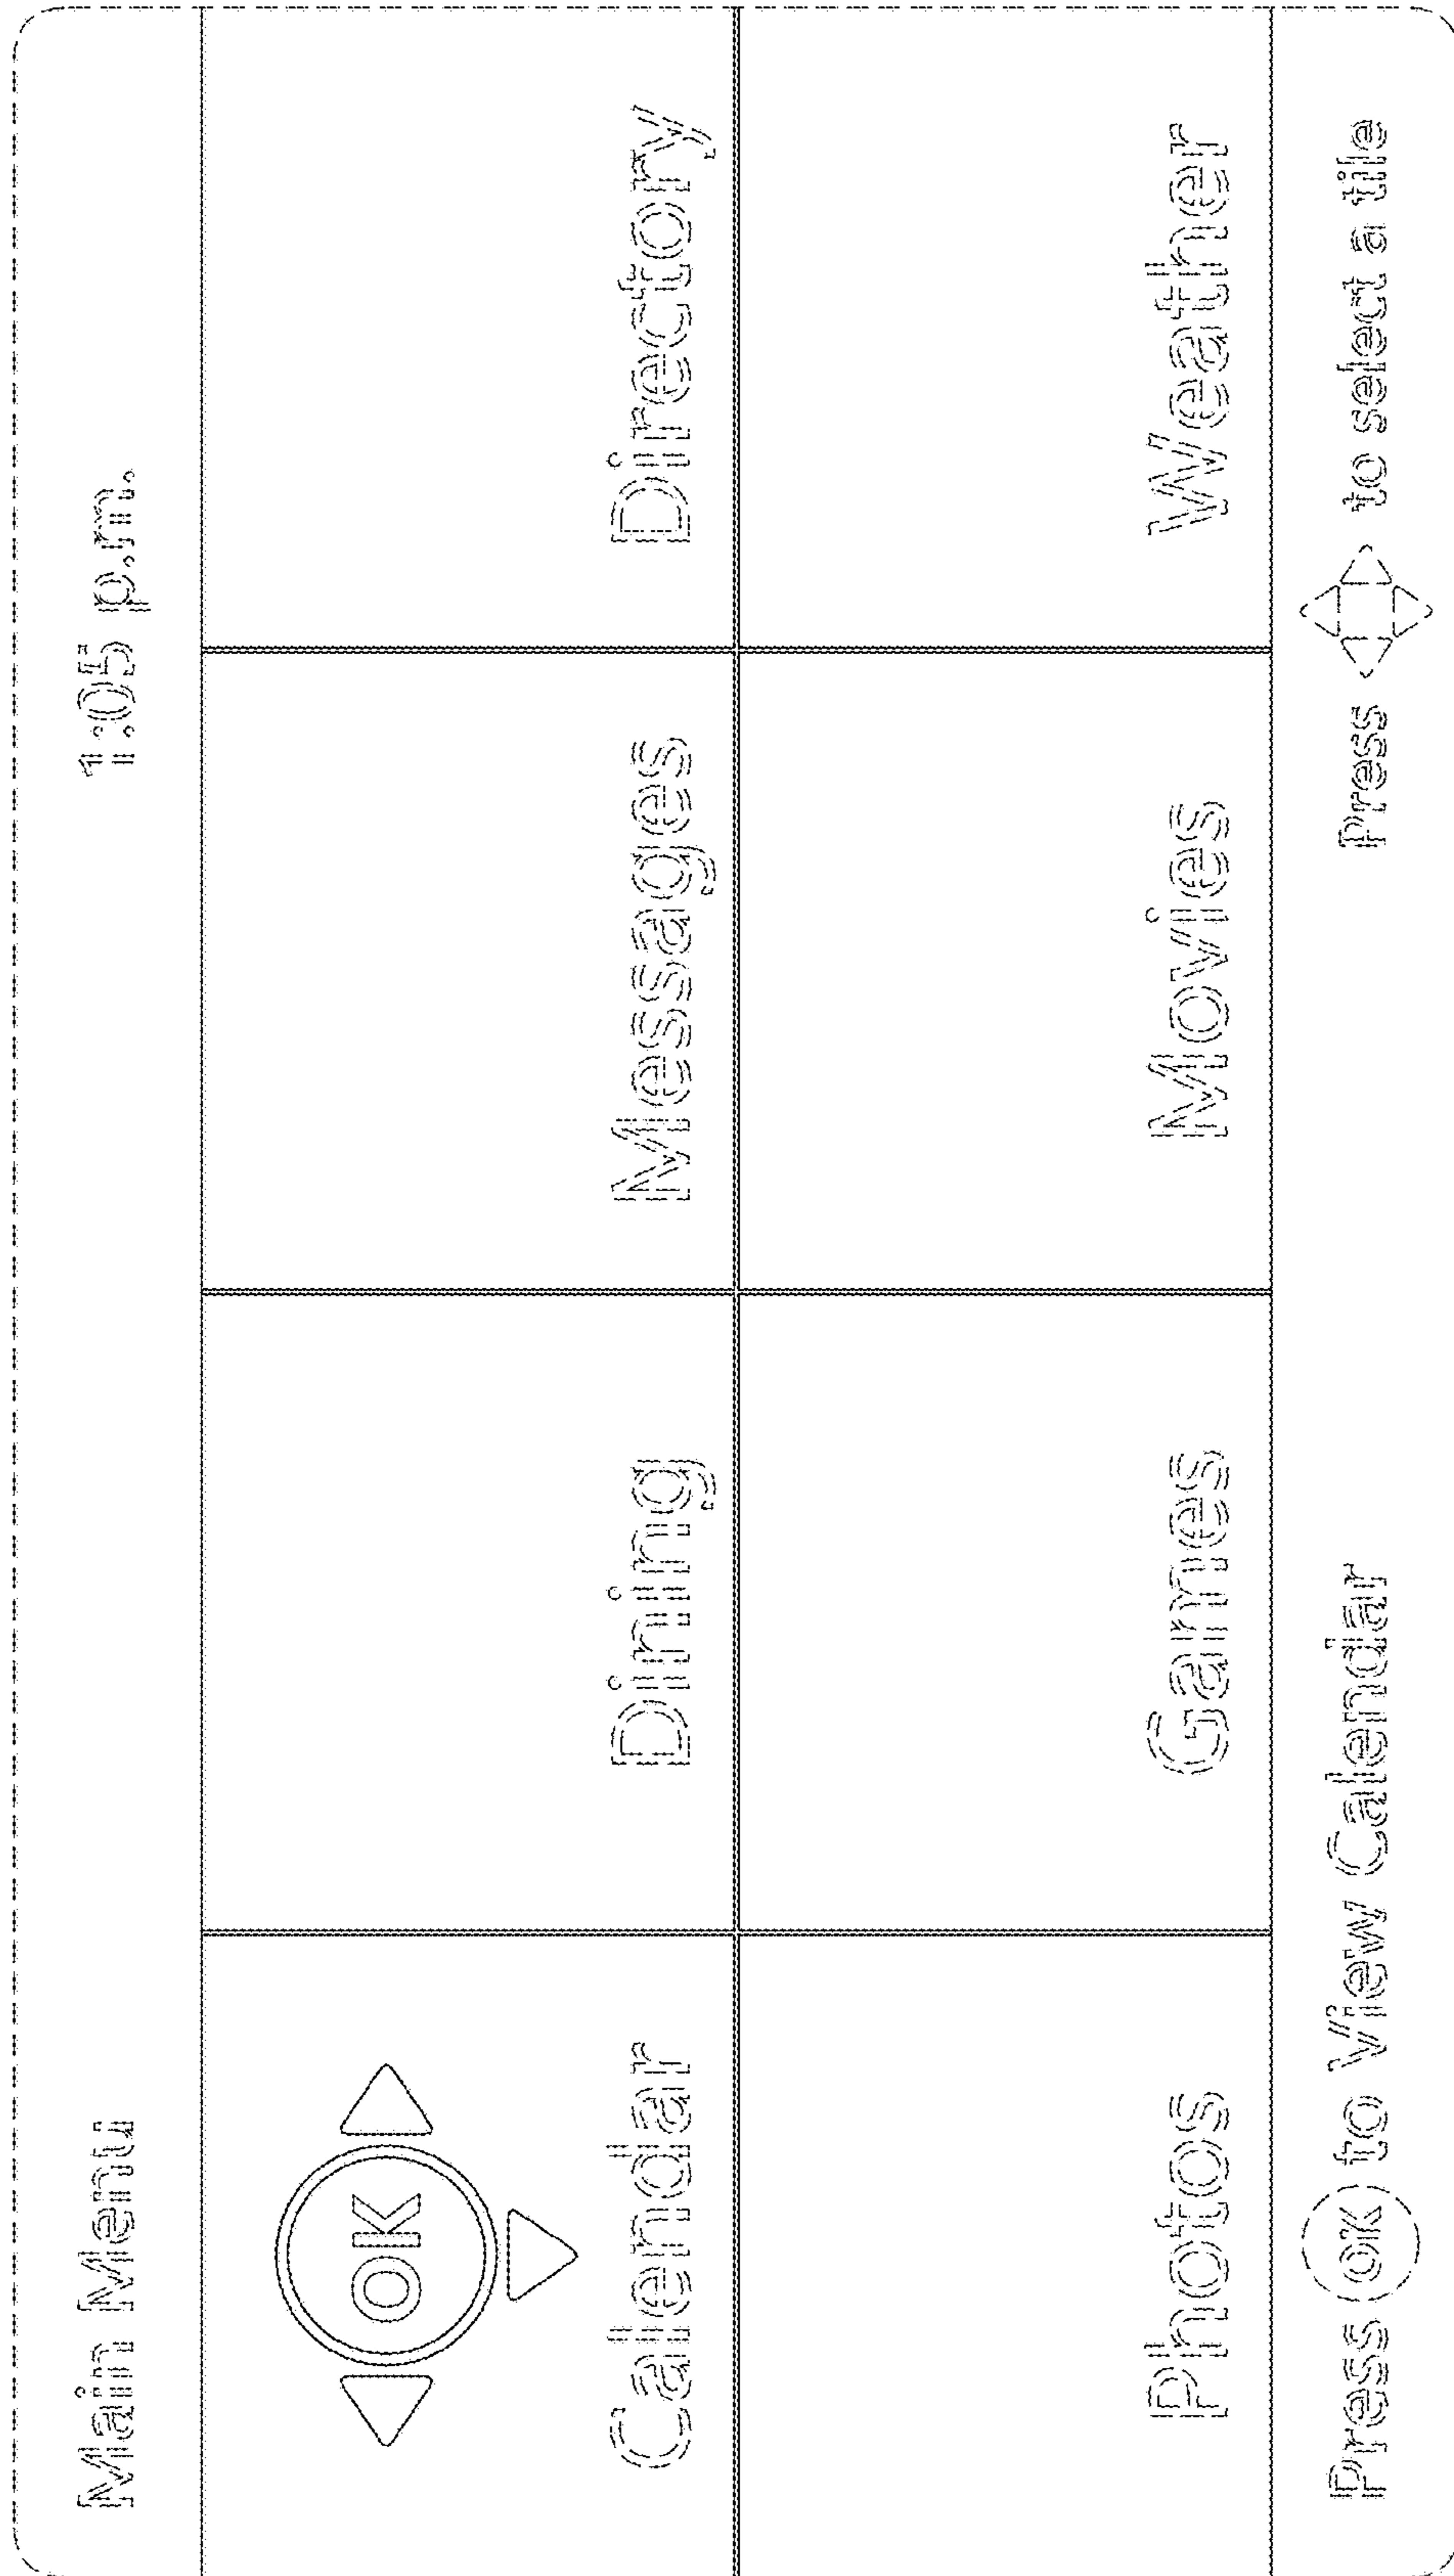 Main Menu 1:05 p.m.
OK
Calendar Dining Messages Directory
Photos Games Movies Weather
Press OK to View Calendar Press to select a tile